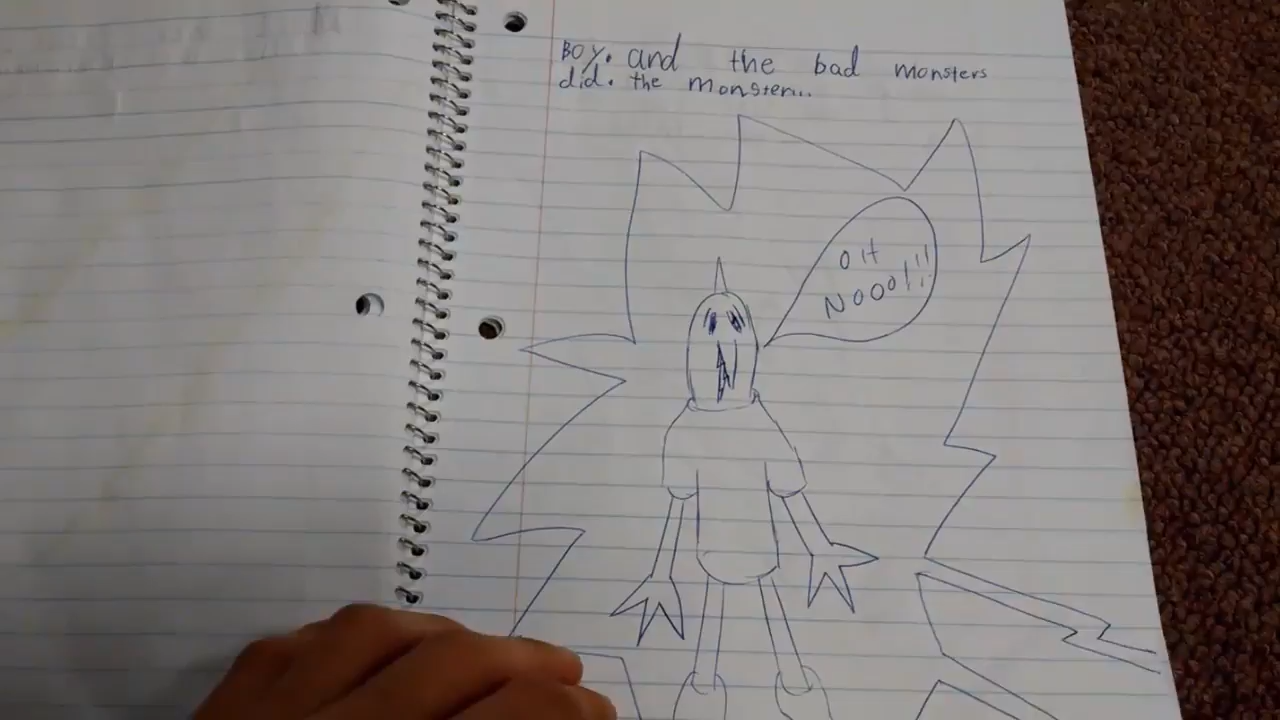 BOY. and the bad monsters
did. the monster...
OH
NOOO!!!